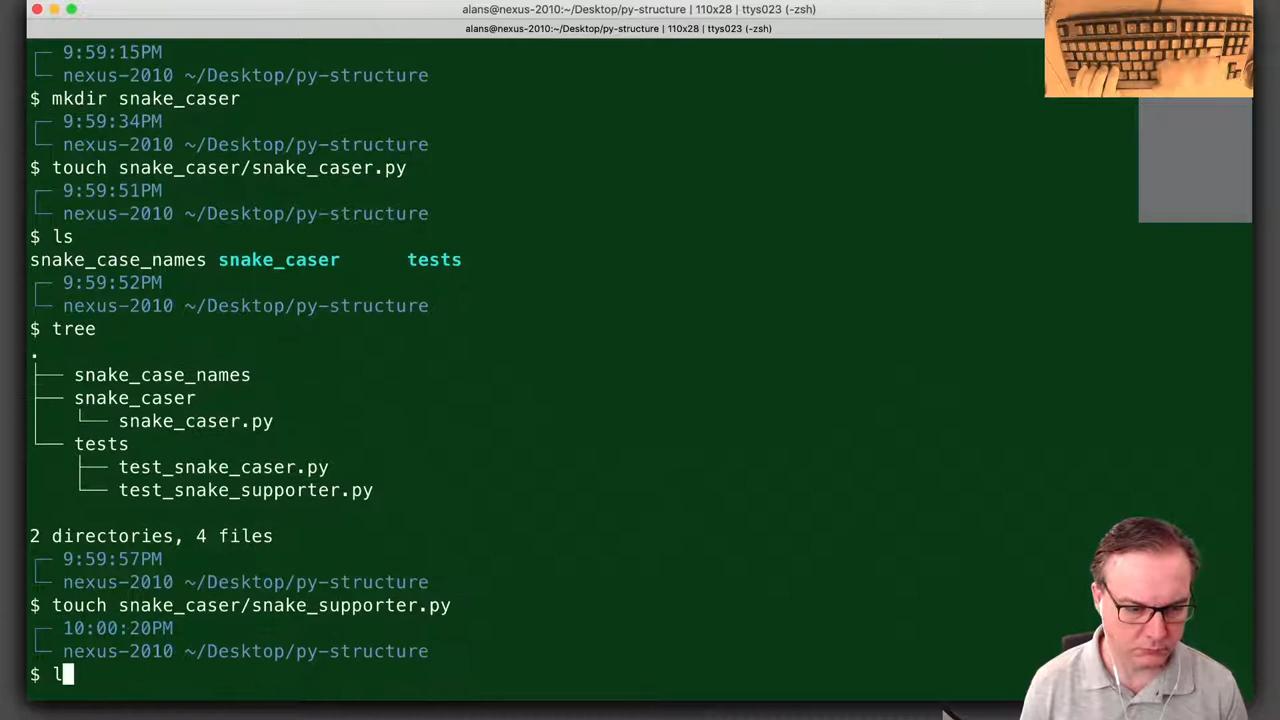 alans@nexus-2010:~/Desktop/py-structure | 110x28 | ttys023 (-zsh)
alans@nexus-2010:~/Desktop/py-structure | 110x28 | ttys023 (-zsh)
9:59:15PM
nexus-2010 ~/Desktop/py-structure
$ mkdir snake_caser
9:59:34PM
nexus-2010 ~/Desktop/py-structure
$ touch snake_caser/snake_caser.py
9:59:51PM
nexus-2010 ~/Desktop/py-structure
$ ls
snake_case_names snake_caser tests
9:59:52PM
nexus-2010 ~/Desktop/py-structure
$ tree
.
├── snake_case_names
├── snake_caser
│   └── snake_caser.py
└── tests
    ├── test_snake_caser.py
    └── test_snake_supporter.py
2 directories, 4 files
9:59:57PM
nexus-2010 ~/Desktop/py-structure
$ touch snake_caser/snake_supporter.py
10:00:20PM
nexus-2010 ~/Desktop/py-structure
$ l